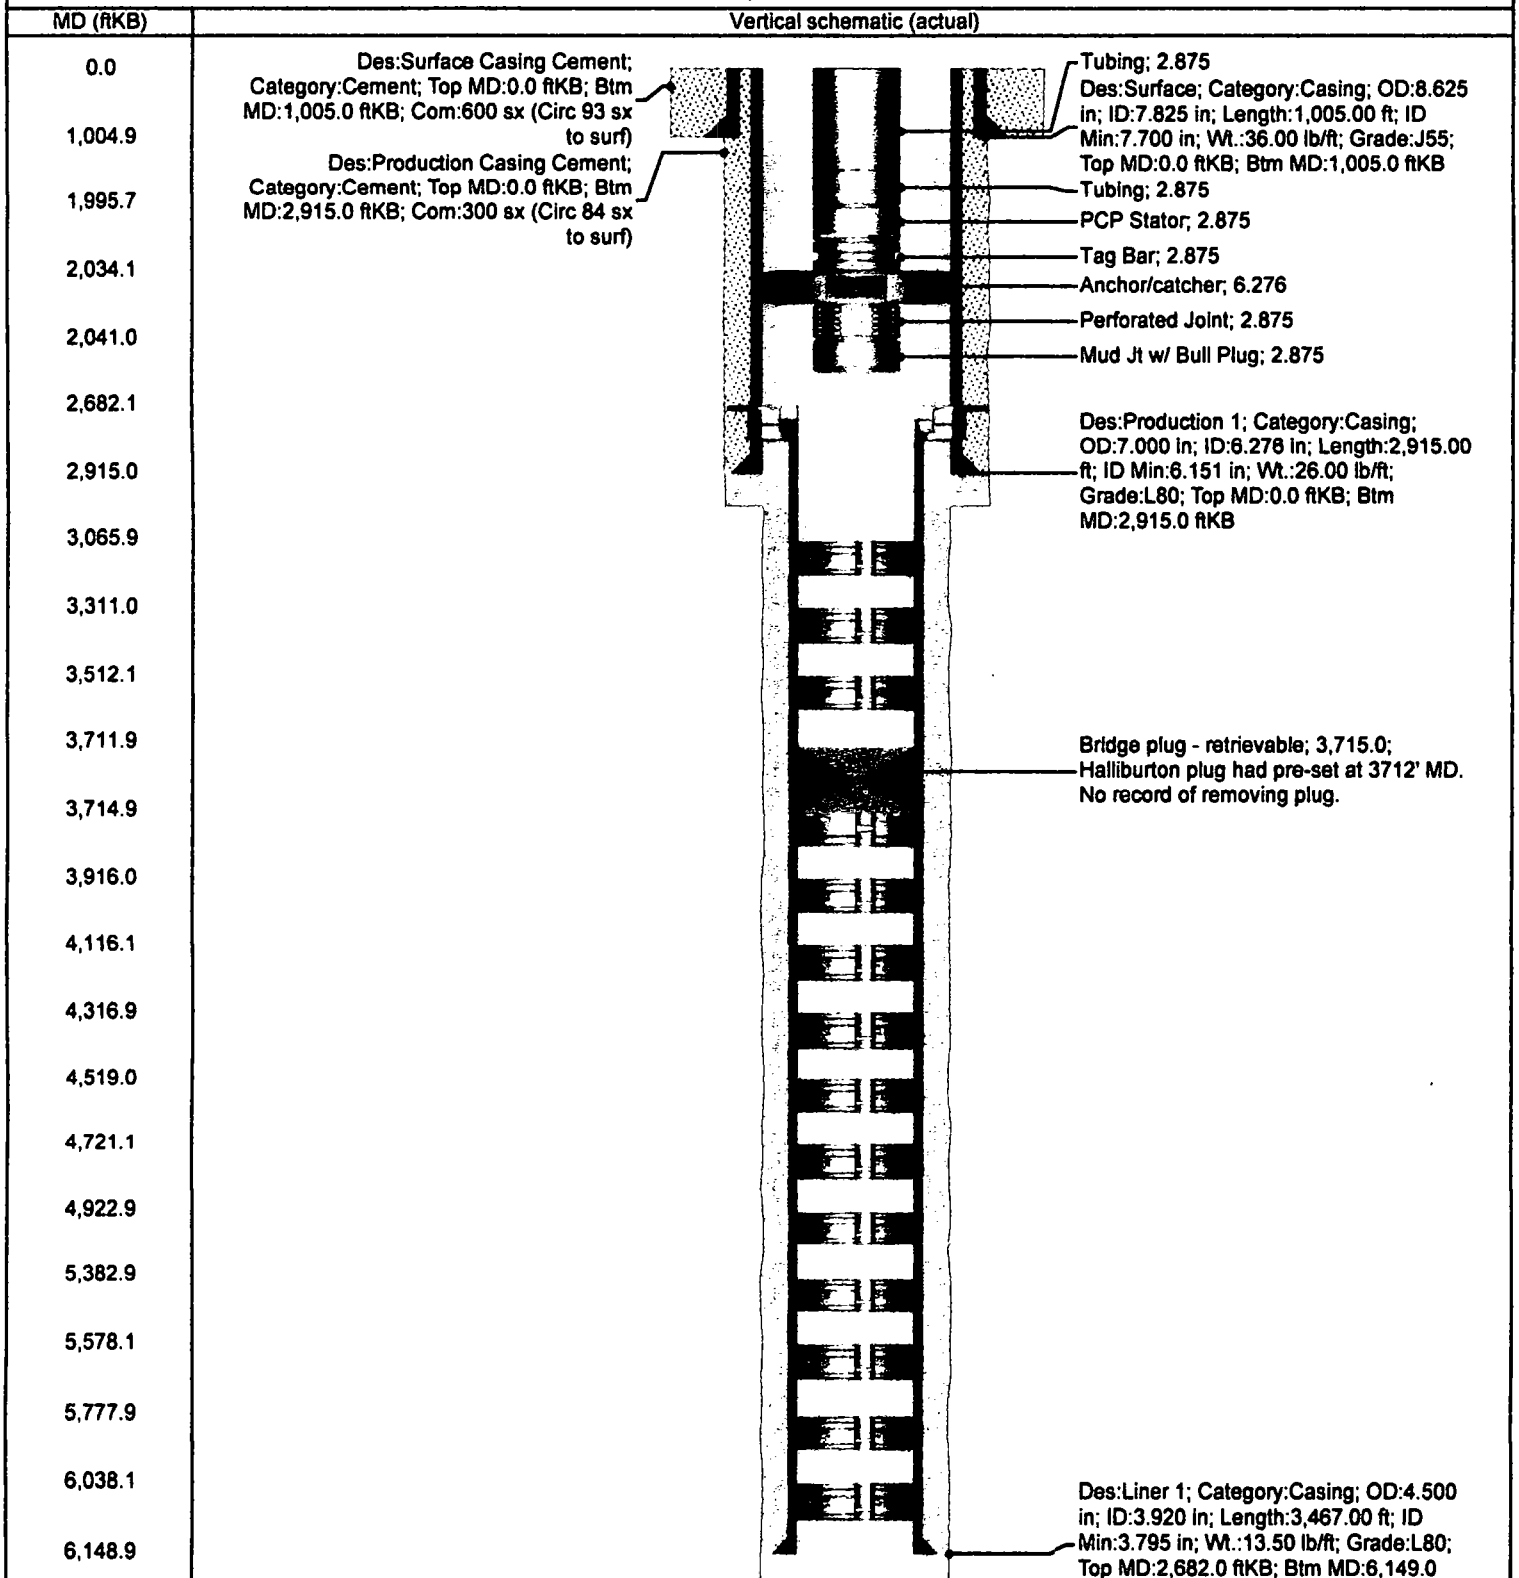 MD (ftKB)
Vertical schematic (actual)
0.0
1,004.9
1,995.7
2,034.1
2,041.0
2,682.1
2,915.0
3,065.9
3,311.0
3,512.1
3,711.9
3,714.9
3,916.0
4,116.1
4,316.9
4,519.0
4,721.1
4,922.9
5,382.9
5,578.1
5,777.9
6,038.1
6,148.9
Des:Surface Casing Cement;
Category:Cement; Top MD:0.0 ftKB; Btm
MD:1,005.0 ftKB; Com:600 sx (Circ 93 sx
to surf)
Des:Production Casing Cement;
Category:Cement; Top MD:0.0 ftKB; Btm
MD:2,915.0 ftKB; Com:300 sx (Circ 84 sx
to surf)
Tubing; 2.875
Des:Surface; Category:Casing; OD:8.625
in; ID:7.825 in; Length:1,005.00 ft; ID
Min:7.700 in; Wt.:36.00 lb/ft; Grade:J55;
Top MD:0.0 ftKB; Btm MD:1,005.0 ftKB
Tubing; 2.875
PCP Stator; 2.875
Tag Bar; 2.875
Anchor/catcher; 6.276
Perforated Joint; 2.875
Mud Jt w/ Bull Plug; 2.875
Des:Production 1; Category:Casing;
OD:7.000 in; ID:6.276 in; Length:2,915.00
ft; ID Min:6.151 in; Wt.:26.00 lb/ft;
Grade:L80; Top MD:0.0 ftKB; Btm
MD:2,915.0 ftKB
Bridge plug - retrievable; 3,715.0;
Halliburton plug had pre-set at 3712' MD.
No record of removing plug.
Des:Liner 1; Category:Casing; OD:4.500
in; ID:3.920 in; Length:3,467.00 ft; ID
Min:3.795 in; Wt.:13.50 lb/ft; Grade:L80;
Top MD:2,682.0 ftKB; Btm MD:6,149.0